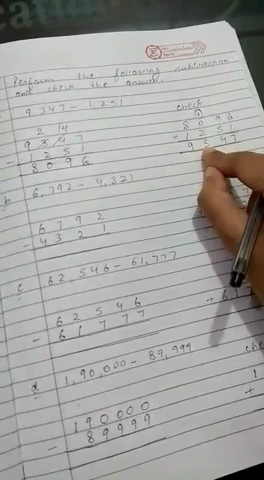 Perform the following subtraction
and check the answer.
9347 - 1251
check
2 14
1
9 3 4 7
8 0 9 6
- 1 2 5 1
+ 1 2 5 1
8 0 9 6
9 3 4 7
b 6,792 - 4,321
6 7 9 2
- 4 3 2 1
c 62,546 - 61,777
6 2 5 4 6
- 6 1 7 7 7
+ 61
d 1,90,000 - 89,999
che
1 9 0 0 0 0
1
- 8 9 9 9 9
+